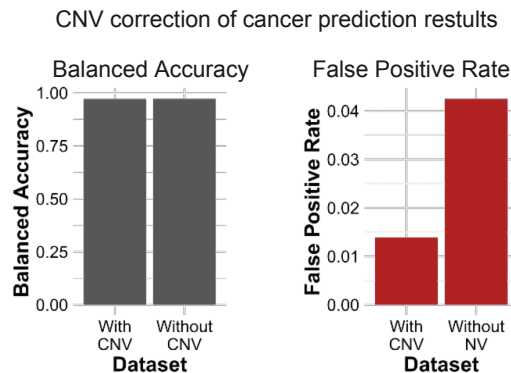 CNV correction of cancer prediction restults
Balanced Accuracy
Balanced Accuracy
1.00
0.75
0.50
0.25
0.00
With
CNV
Without
CNV
Dataset
False Positive Rate
False Positive Rate
0.04
0.03
0.02
0.01
0.00
With
CNV
Without
NV
Dataset